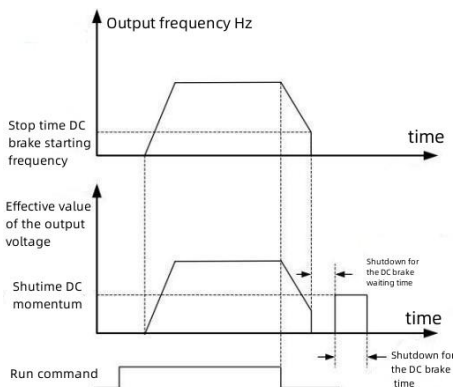 Output frequency Hz
Stop time DC
brake starting
frequency
time
Effective value
of the output
voltage
Shutdown for
the DC brake
waiting time
Shutime DC
momentum
time
Run command
Shutdown for
the DC brake
time